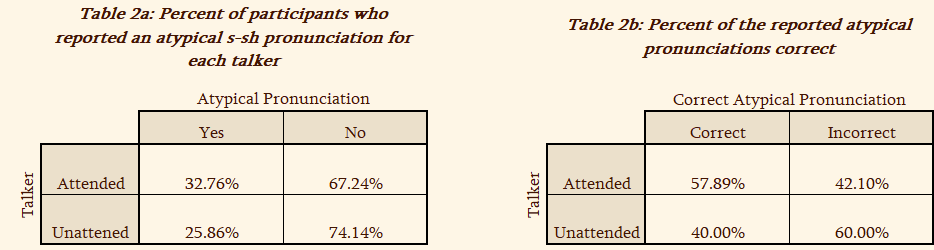 Table 2a: Percent of participants who
reported an atypical s-sh pronunciation for
each talker
Atypical Pronunciation
Yes No
Talker
Attended 32.76% 67.24%
Unattened 25.86% 74.14%
Table 2b: Percent of the reported atypical
pronunciations correct
Correct Atypical Pronunciation
Correct Incorrect
Talker
Attended 57.89% 42.10%
Unattended 40.00% 60.00%